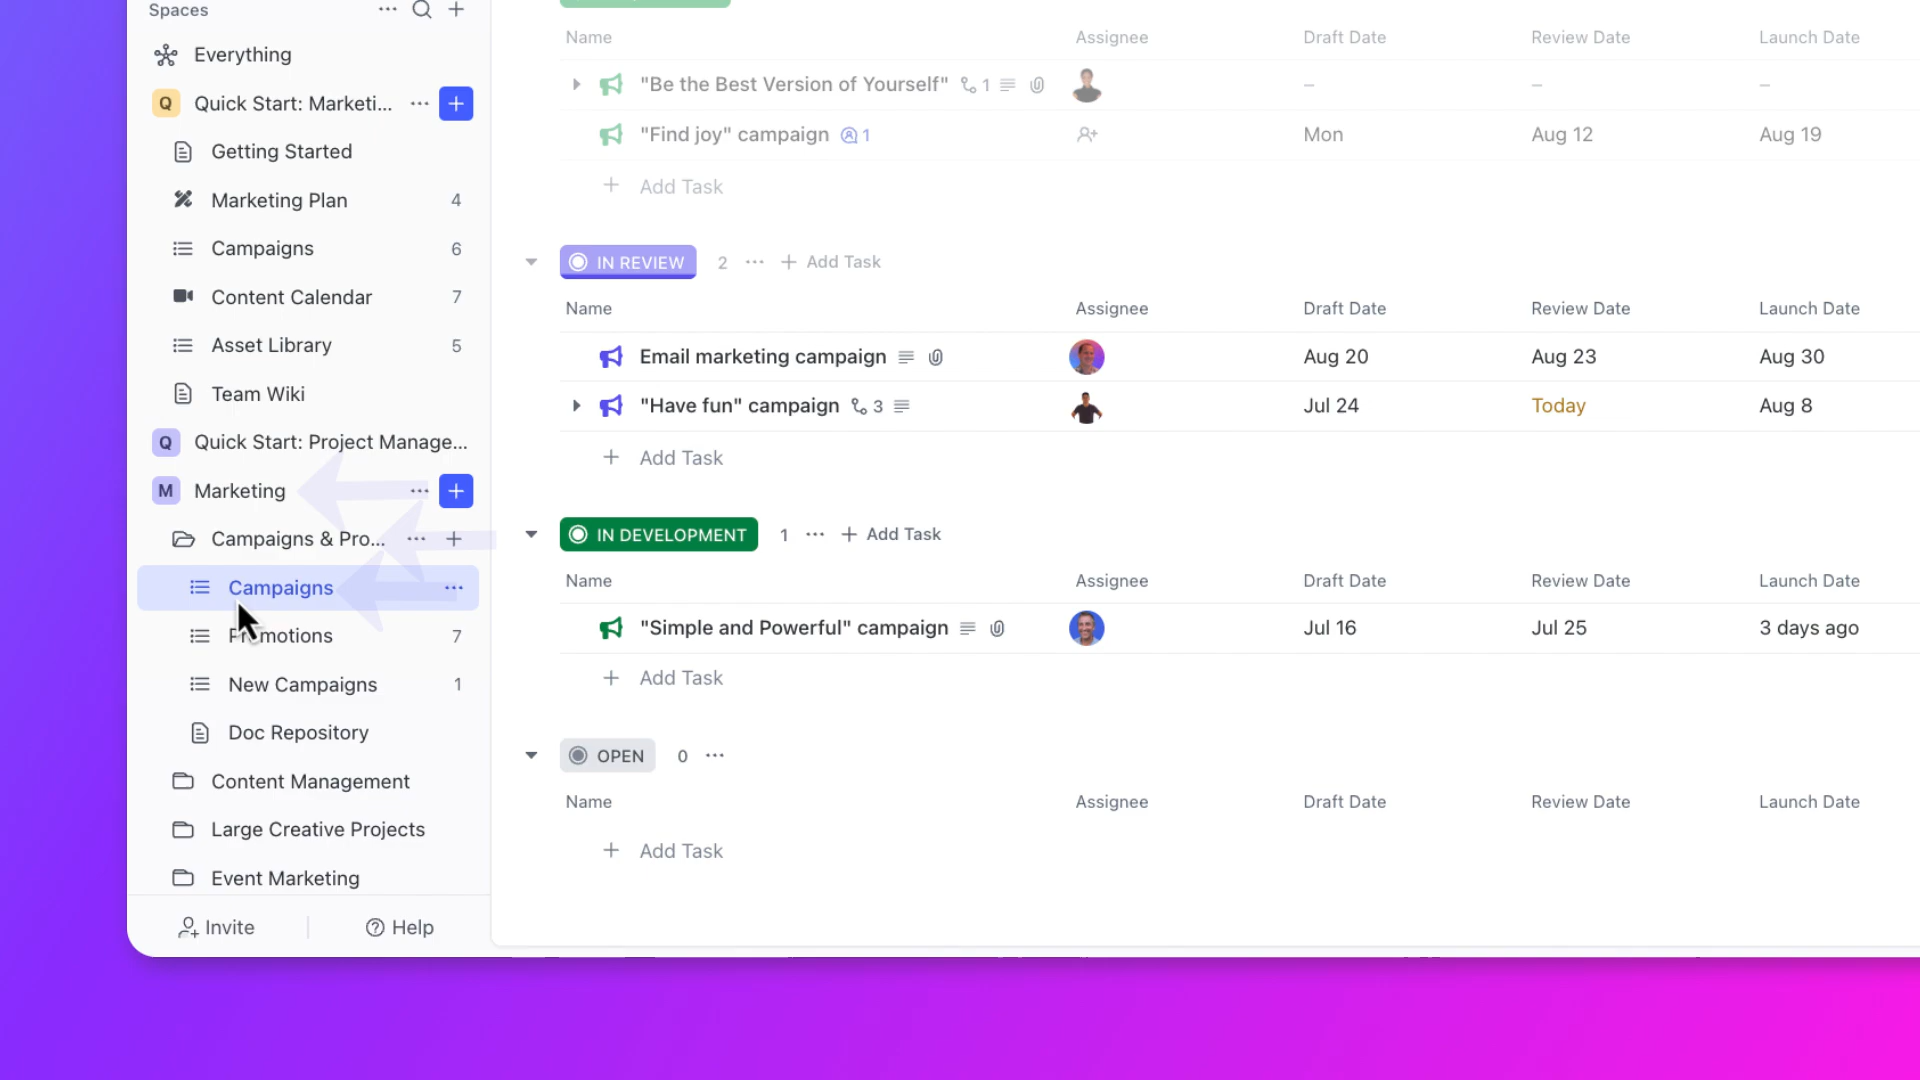 Spaces
Everything
Q Quick Start: Marketi...
Getting Started
Marketing Plan 4
Campaigns 6
Content Calendar 7
Asset Library 5
Team Wiki
Q Quick Start: Project Manage...
M Marketing
Campaigns & Pro...
Campaigns
Promotions 7
New Campaigns 1
Doc Repository
Content Management
Large Creative Projects
Event Marketing
Invite
Help
Name Assignee Draft Date Review Date Launch Date
"Be the Best Version of Yourself" 1 – – –
"Find joy" campaign 1 Mon Aug 12 Aug 19
Add Task
IN REVIEW 2 Add Task
Name Assignee Draft Date Review Date Launch Date
Email marketing campaign Aug 20 Aug 23 Aug 30
"Have fun" campaign 3 Jul 24 Today Aug 8
Add Task
IN DEVELOPMENT 1 Add Task
Name Assignee Draft Date Review Date Launch Date
"Simple and Powerful" campaign Jul 16 Jul 25 3 days ago
Add Task
OPEN 0
Name Assignee Draft Date Review Date Launch Date
Add Task